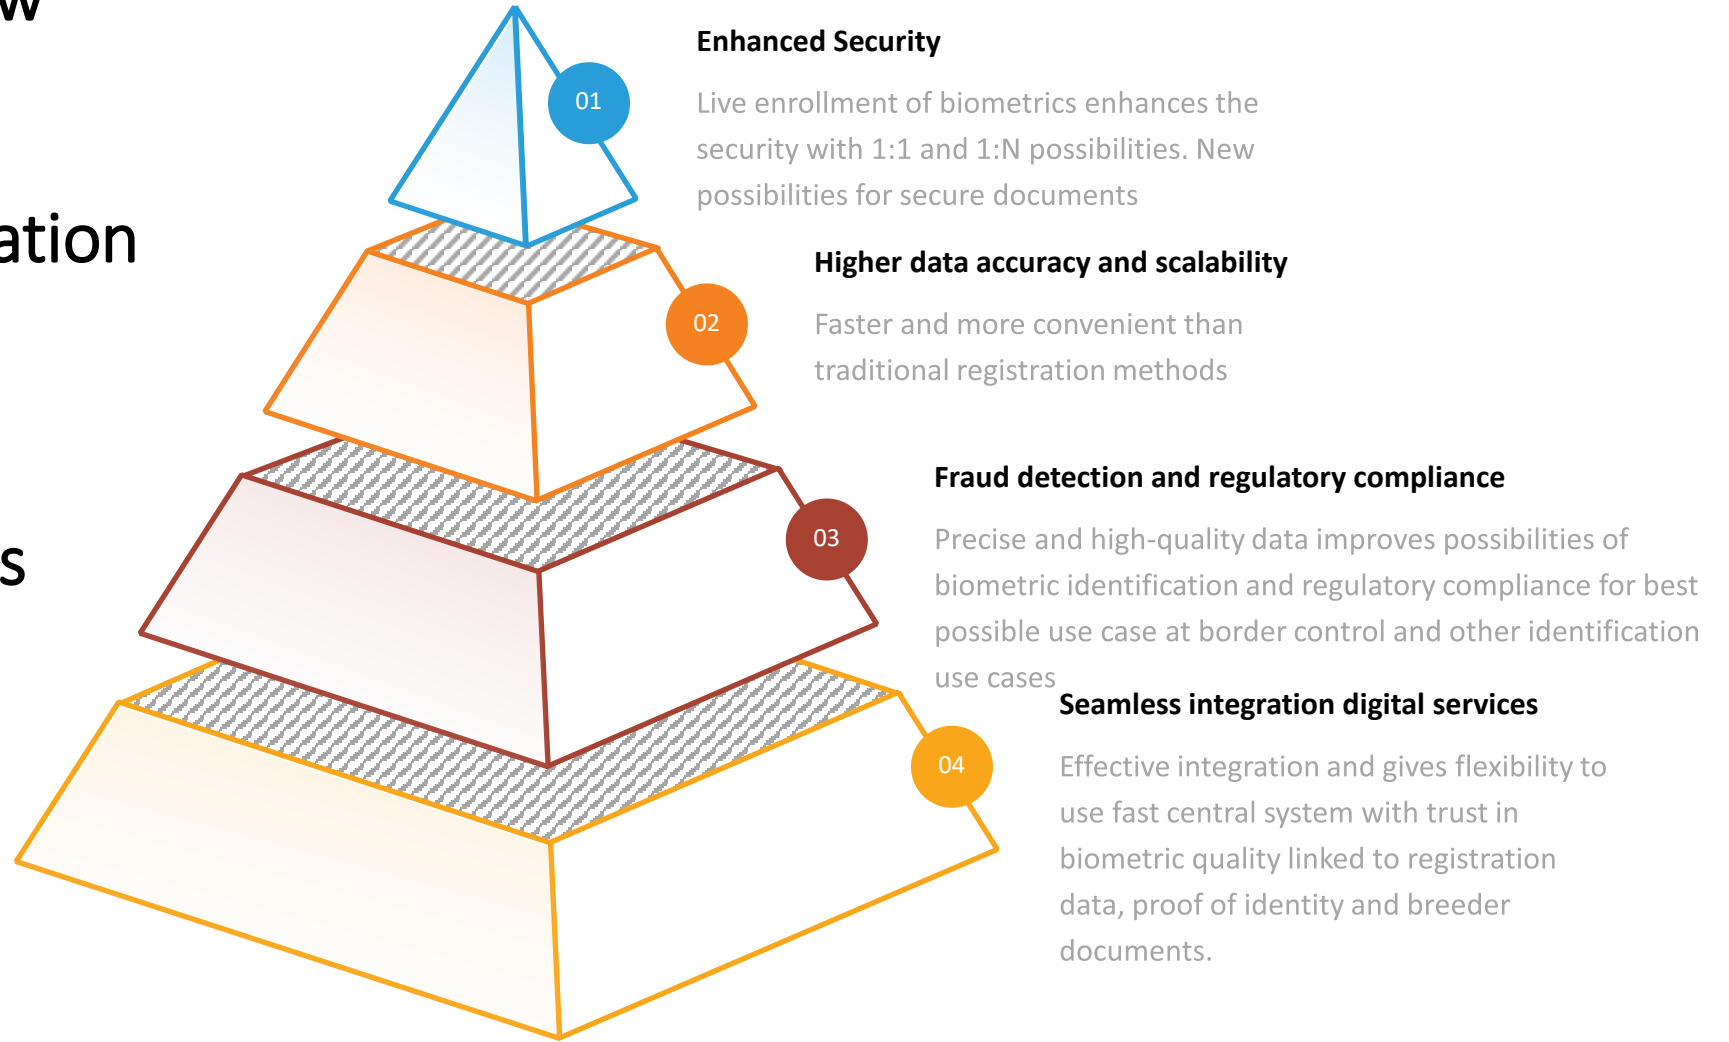 w
ation
s
01
Enhanced Security
Live enrollment of biometrics enhances the
security with 1:1 and 1:N possibilities. New
possibilities for secure documents
02
Higher data accuracy and scalability
Faster and more convenient than
traditional registration methods
03
Fraud detection and regulatory compliance
Precise and high-quality data improves possibilities of
biometric identification and regulatory compliance for best
possible use case at border control and other identification
use cases
04
Seamless integration digital services
Effective integration and gives flexibility to
use fast central system with trust in
biometric quality linked to registration
data, proof of identity and breeder
documents.